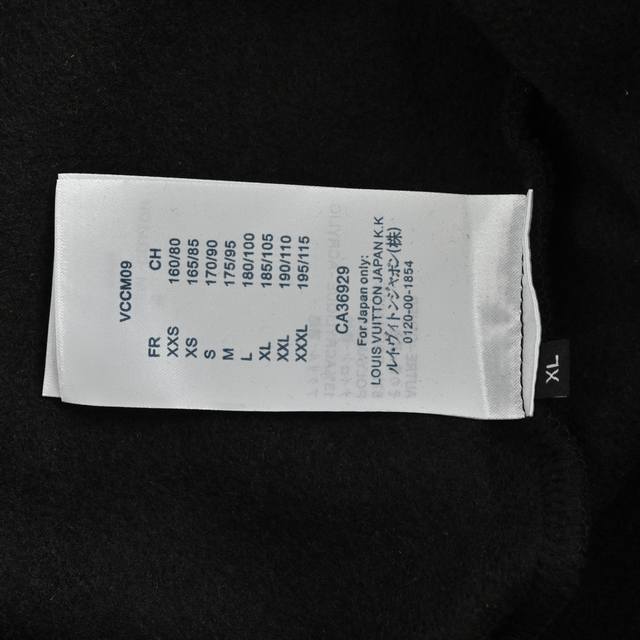 VCCM09
FR CH
XXS 160/80
XS 165/85
S 170/90
M 175/95
L 180/100
XL 185/105
XXL 190/110
XXXL 195/115
CA36929
For Japan only:
LOUIS VUITTON JAPAN K.K
ルイ・ヴィトン ジャパン(株)
0120-00-1854
XL